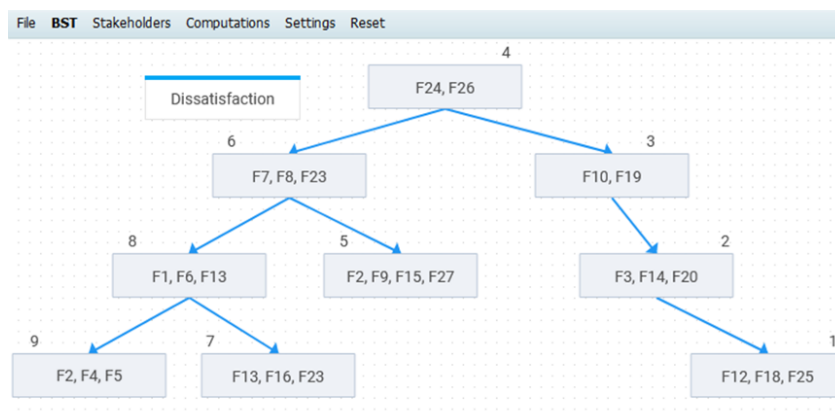 File BST Stakeholders Computations Settings Reset
4
Dissatisfaction
F24, F26
6
3
F7, F8, F23
F10, F19
8
5
2
F1, F6, F13
F2, F9, F15, F27
F3, F14, F20
9
7
1
F2, F4, F5
F13, F16, F23
F12, F18, F25